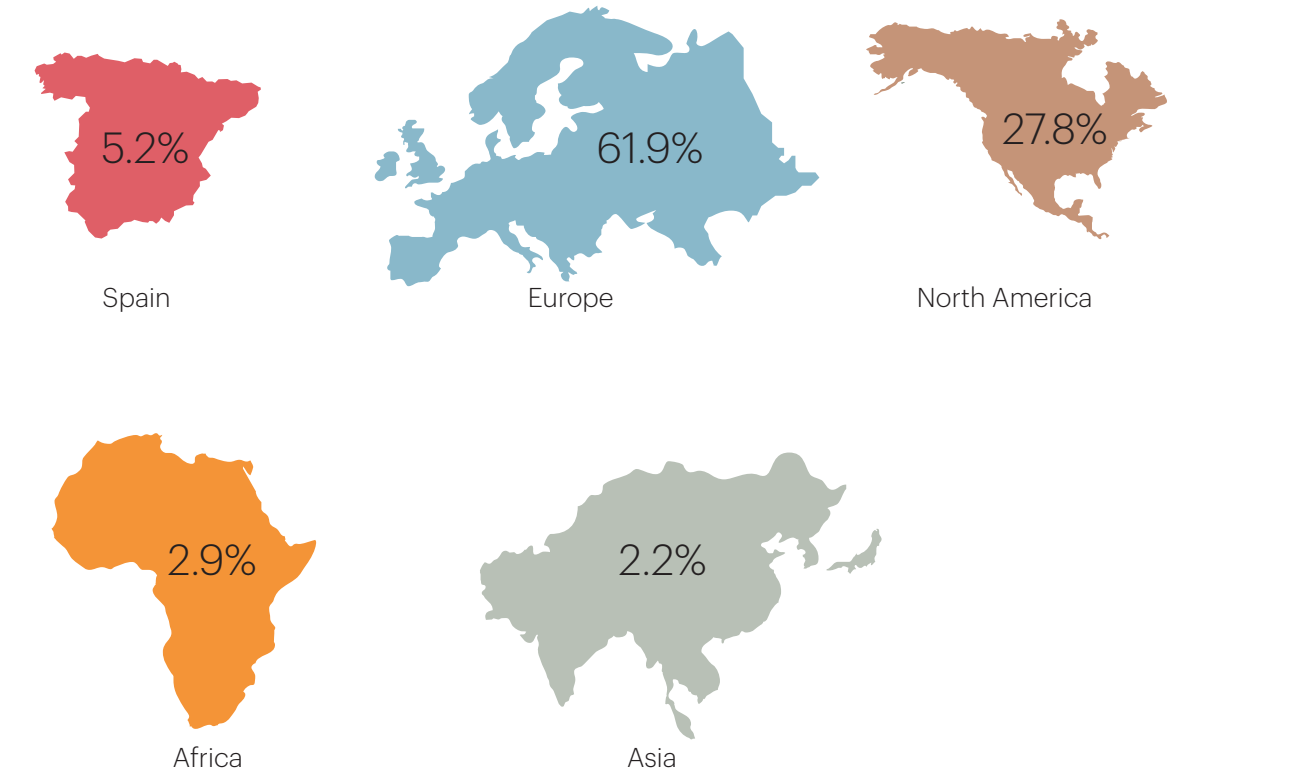 5.2%
61.9%
27.8%
Spain
Europe
North America
2.9%
2.2%
Africa
Asia